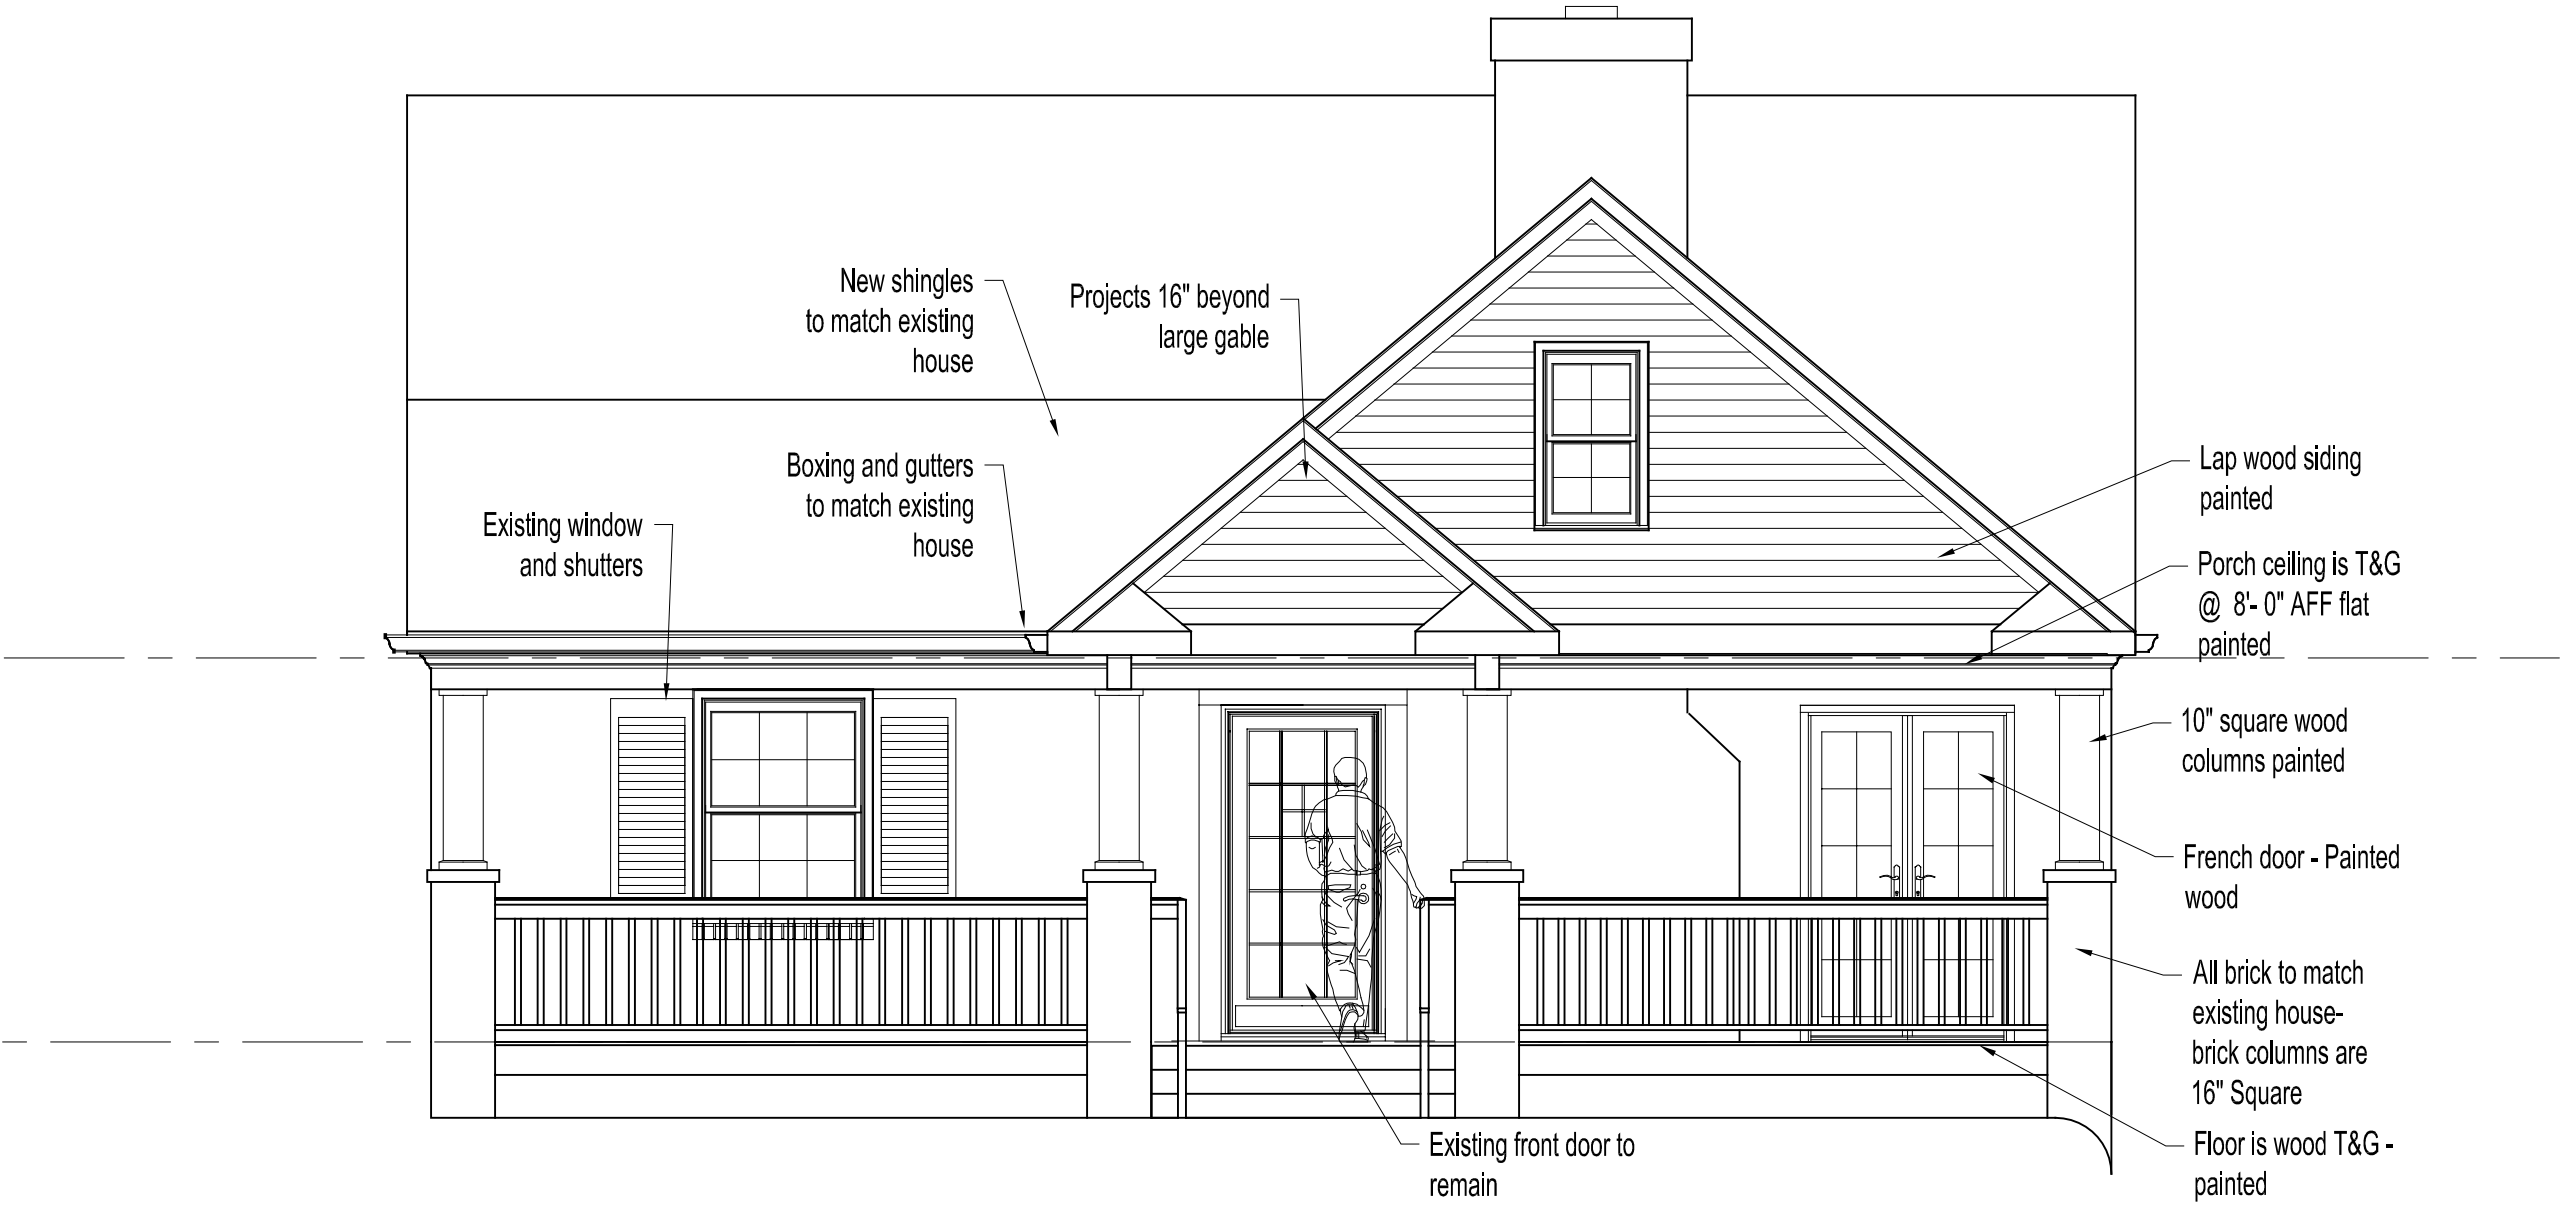 New shingles
to match existing
house
Projects 16" beyond
large gable
Boxing and gutters
to match existing
house
Existing window
and shutters
Lap wood siding
painted
Porch ceiling is T&G
@ 8'- 0" AFF flat
painted
10" square wood
columns painted
French door - Painted
wood
All brick to match
existing house-
brick columns are
16" Square
Floor is wood T&G -
painted
Existing front door to
remain